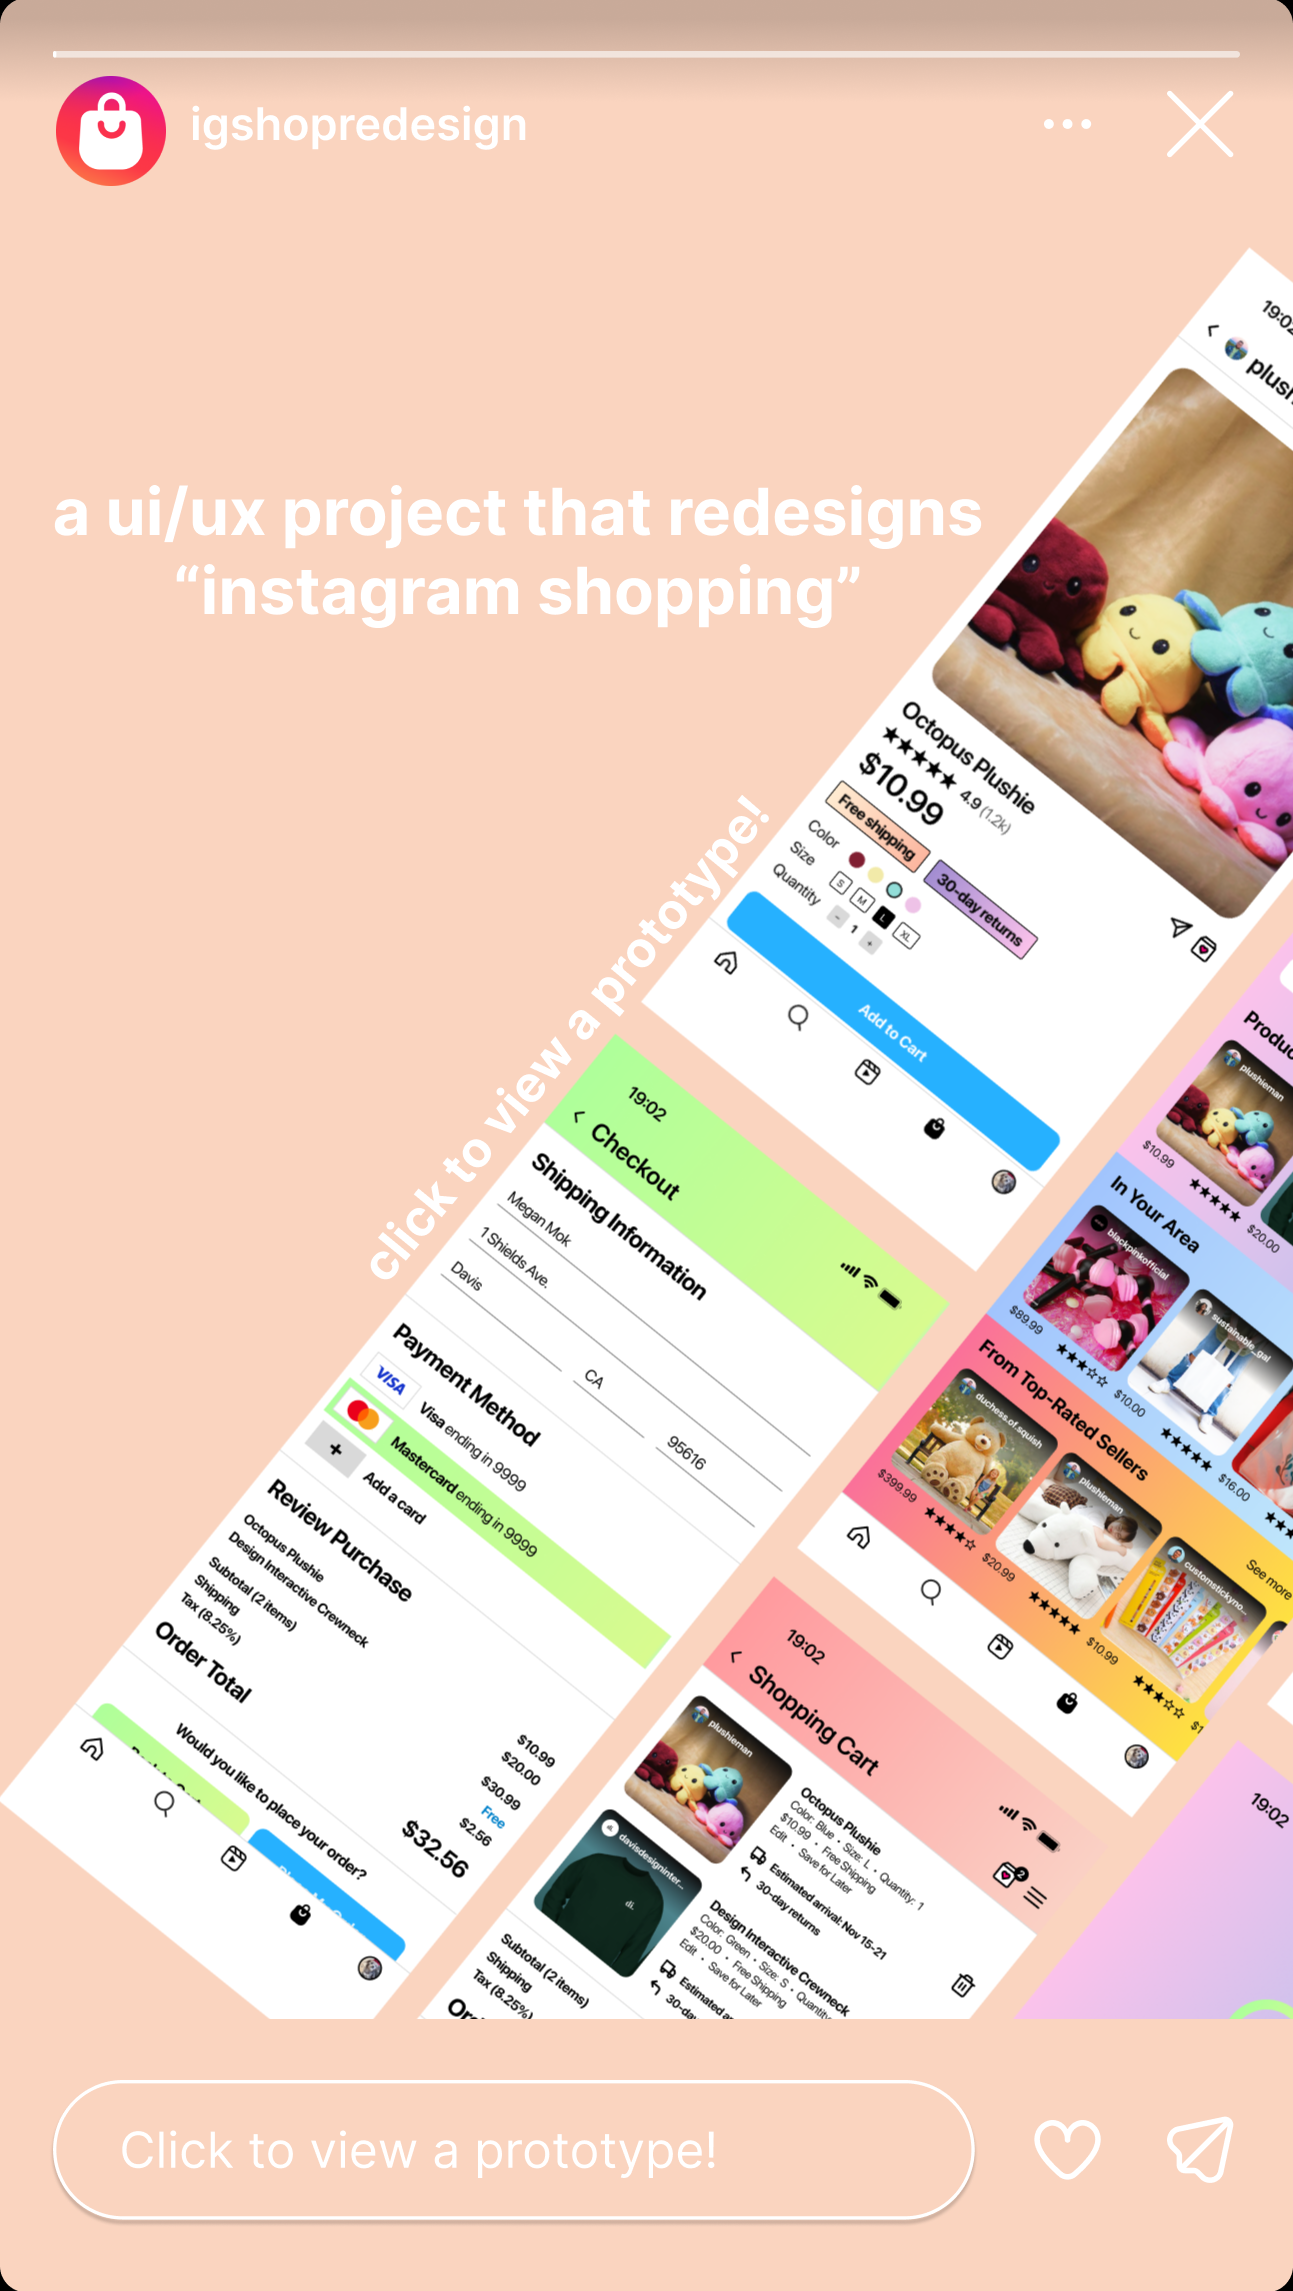 igshopredesign
a ui/ux project that redesigns
“instagram shopping”
click to view a prototype!
19:02
Octopus Plushie
4.9 (1.2k)
$10.99
Free shipping
30-day returns
Color
Size
S M L XL
Quantity
- 1 +
Add to Cart
19:02
Checkout
Shipping Information
Megan Mok
1 Shields Ave.
Davis
CA
95616
Payment Method
VISA Visa ending in 9999
Mastercard ending in 9999
+ Add a card
Review Purchase
Octopus Plushie $10.99
Design Interactive Crewneck $20.00
Subtotal (2 items) $30.99
Shipping Free
Tax (8.25%) $2.56
Order Total $32.56
Would you like to place your order?
plushieman
$10.99
$20.00
In Your Area
blackpinkofficial
sustainable_gal
$89.99
$10.00
$16.00
From Top-Rated Sellers
See more
duchess.of.squish
plushieman
customstickyno...
$399.99
$20.99
$10.99
19:02
Shopping Cart
2
plushieman
Octopus Plushie
Color: Blue • Size: L • Quantity: 1
$10.99 • Free Shipping
Edit • Save for Later
Estimated arrival: Nov 15-21
30-day returns
davisdesigninter...
di.
Design Interactive Crewneck
Color: Green • Size: S • Quantity
$20.00 • Free Shipping
Edit • Save for Later
Subtotal (2 items)
Shipping
Tax (8.25%)
19:02
Click to view a prototype!